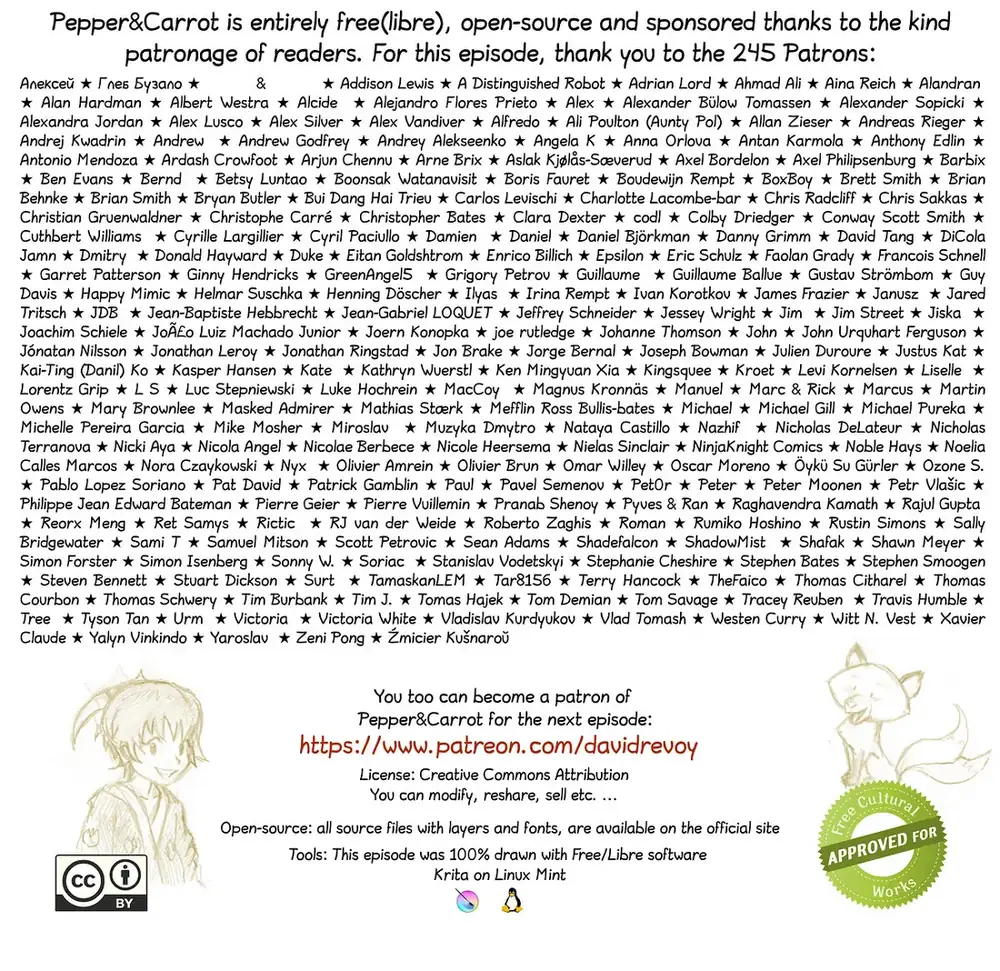 Pepper&Carrot is entirely free(libre), open-source and sponsored thanks to the kind
patronage of readers. For this episode, thank you to the 245 Patrons:
Алексей ★ Глеб Бузало ★ & ★ Addison Lewis ★ A Distinguished Robot ★ Adrian Lord ★ Ahmad Ali ★ Aina Reich ★ Alandran
★ Alan Hardman ★ Albert Westra ★ Alcide ★ Alejandro Flores Prieto ★ Alex ★ Alexander Bülow Tomassen ★ Alexander Sopicki ★
Alexandra Jordan ★ Alex Lusco ★ Alex Silver ★ Alex Vandiver ★ Alfredo ★ Ali Poulton (Aunty Pol) ★ Allan Zieser ★ Andreas Rieger ★
Andrej Kwadrin ★ Andrew ★ Andrew Godfrey ★ Andrey Alekseenko ★ Angela K ★ Anna Orlova ★ Antan Karmola ★ Anthony Edlin ★
Antonio Mendoza ★ Ardash Crowfoot ★ Arjun Chennu ★ Arne Brix ★ Aslak Kjølås-Sæverud ★ Axel Bordelon ★ Axel Philipsenburg ★ Barbix
★ Ben Evans ★ Bernd ★ Betsy Luntao ★ Boonsak Watanavisit ★ Boris Fauret ★ Boudewijn Rempt ★ BoxBoy ★ Brett Smith ★ Brian
Behnke ★ Brian Smith ★ Bryan Butler ★ Bui Dang Hai Trieu ★ Carlos Levischi ★ Charlotte Lacombe-bar ★ Chris Radcliff ★ Chris Sakkas ★
Christian Gruenwaldner ★ Christophe Carré ★ Christopher Bates ★ Clara Dexter ★ codl ★ Colby Driedger ★ Conway Scott Smith ★
Cuthbert Williams ★ Cyrille Largillier ★ Cyril Paciullo ★ Damien ★ Daniel ★ Daniel Björkman ★ Danny Grimm ★ David Tang ★ DiCola
Jamn ★ Dmitry ★ Donald Hayward ★ Duke ★ Eitan Goldshtrom ★ Enrico Billich ★ Epsilon ★ Eric Schulz ★ Faolan Grady ★ Francois Schnell
★ Garret Patterson ★ Ginny Hendricks ★ GreenAngel5 ★ Grigory Petrov ★ Guillaume ★ Guillaume Ballue ★ Gustav Strömbom ★ Guy
Davis ★ Happy Mimic ★ Helmar Suschka ★ Henning Döscher ★ Ilyas ★ Irina Rempt ★ Ivan Korotkov ★ James Frazier ★ Janusz ★ Jared
Tritsch ★ JDB ★ Jean-Baptiste Hebbrecht ★ Jean-Gabriel LOQUET ★ Jeffrey Schneider ★ Jessey Wright ★ Jim ★ Jim Street ★ Jiska ★
Joachim Schiele ★ JoÃ£o Luiz Machado Junior ★ Joern Konopka ★ joe rutledge ★ Johanne Thomson ★ John ★ John Urquhart Ferguson ★
Jónatan Nilsson ★ Jonathan Leroy ★ Jonathan Ringstad ★ Jon Brake ★ Jorge Bernal ★ Joseph Bowman ★ Julien Duroure ★ Justus Kat ★
Kai-Ting (Danil) Ko ★ Kasper Hansen ★ Kate ★ Kathryn Wuerstl ★ Ken Mingyuan Xia ★ Kingsquee ★ Kroet ★ Levi Kornelsen ★ Liselle ★
Lorentz Grip ★ L S ★ Luc Stepniewski ★ Luke Hochrein ★ MacCoy ★ Magnus Kronnäs ★ Manuel ★ Marc & Rick ★ Marcus ★ Martin
Owens ★ Mary Brownlee ★ Masked Admirer ★ Mathias Stærk ★ Mefflin Ross Bullis-bates ★ Michael ★ Michael Gill ★ Michael Pureka ★
Michelle Pereira Garcia ★ Mike Mosher ★ Miroslav ★ Muzyka Dmytro ★ Nataya Castillo ★ Nazhif ★ Nicholas DeLateur ★ Nicholas
Terranova ★ Nicki Aya ★ Nicola Angel ★ Nicolae Berbece ★ Nicole Heersema ★ Nielas Sinclair ★ NinjaKnight Comics ★ Noble Hays ★ Noelia
Calles Marcos ★ Nora Czaykowski ★ Nyx ★ Olivier Amrein ★ Olivier Brun ★ Omar Willey ★ Oscar Moreno ★ Öykü Su Gürler ★ Ozone S.
★ Pablo Lopez Soriano ★ Pat David ★ Patrick Gamblin ★ Paul ★ Pavel Semenov ★ Pet0r ★ Peter ★ Peter Moonen ★ Petr Vlašic ★
Philippe Jean Edward Bateman ★ Pierre Geier ★ Pierre Vuillemin ★ Pranab Shenoy ★ Pyves & Ran ★ Raghavendra Kamath ★ Rajul Gupta
★ Reorx Meng ★ Ret Samys ★ Rictic ★ RJ van der Weide ★ Roberto Zaghis ★ Roman ★ Rumiko Hoshino ★ Rustin Simons ★ Sally
Bridgewater ★ Sami T ★ Samuel Mitson ★ Scott Petrovic ★ Sean Adams ★ Shadefalcon ★ ShadowMist ★ Shafak ★ Shawn Meyer ★
Simon Forster ★ Simon Isenberg ★ Sonny W. ★ Soriac ★ Stanislav Vodetskyi ★ Stephanie Cheshire ★ Stephen Bates ★ Stephen Smoogen
★ Steven Bennett ★ Stuart Dickson ★ Surt ★ TamaskanLEM ★ Tar8156 ★ Terry Hancock ★ TheFaico ★ Thomas Citharel ★ Thomas
Courbon ★ Thomas Schwery ★ Tim Burbank ★ Tim J. ★ Tomas Hajek ★ Tom Demian ★ Tom Savage ★ Tracey Reuben ★ Travis Humble ★
Tree ★ Tyson Tan ★ Urm ★ Victoria ★ Victoria White ★ Vladislav Kurdyukov ★ Vlad Tomash ★ Westen Curry ★ Witt N. Vest ★ Xavier
Claude ★ Yalyn Vinkindo ★ Yaroslav ★ Zeni Pong ★ Źmicier Kušnaroŭ
You too can become a patron of
Pepper&Carrot for the next episode:
https://www.patreon.com/davidrevoy
License: Creative Commons Attribution
You can modify, reshare, sell etc. ...
Open-source: all source files with layers and fonts, are available on the official site
Tools: This episode was 100% drawn with Free/Libre software
Krita on Linux Mint
cc
BY
Free Cultural
APPROVED FOR
Works